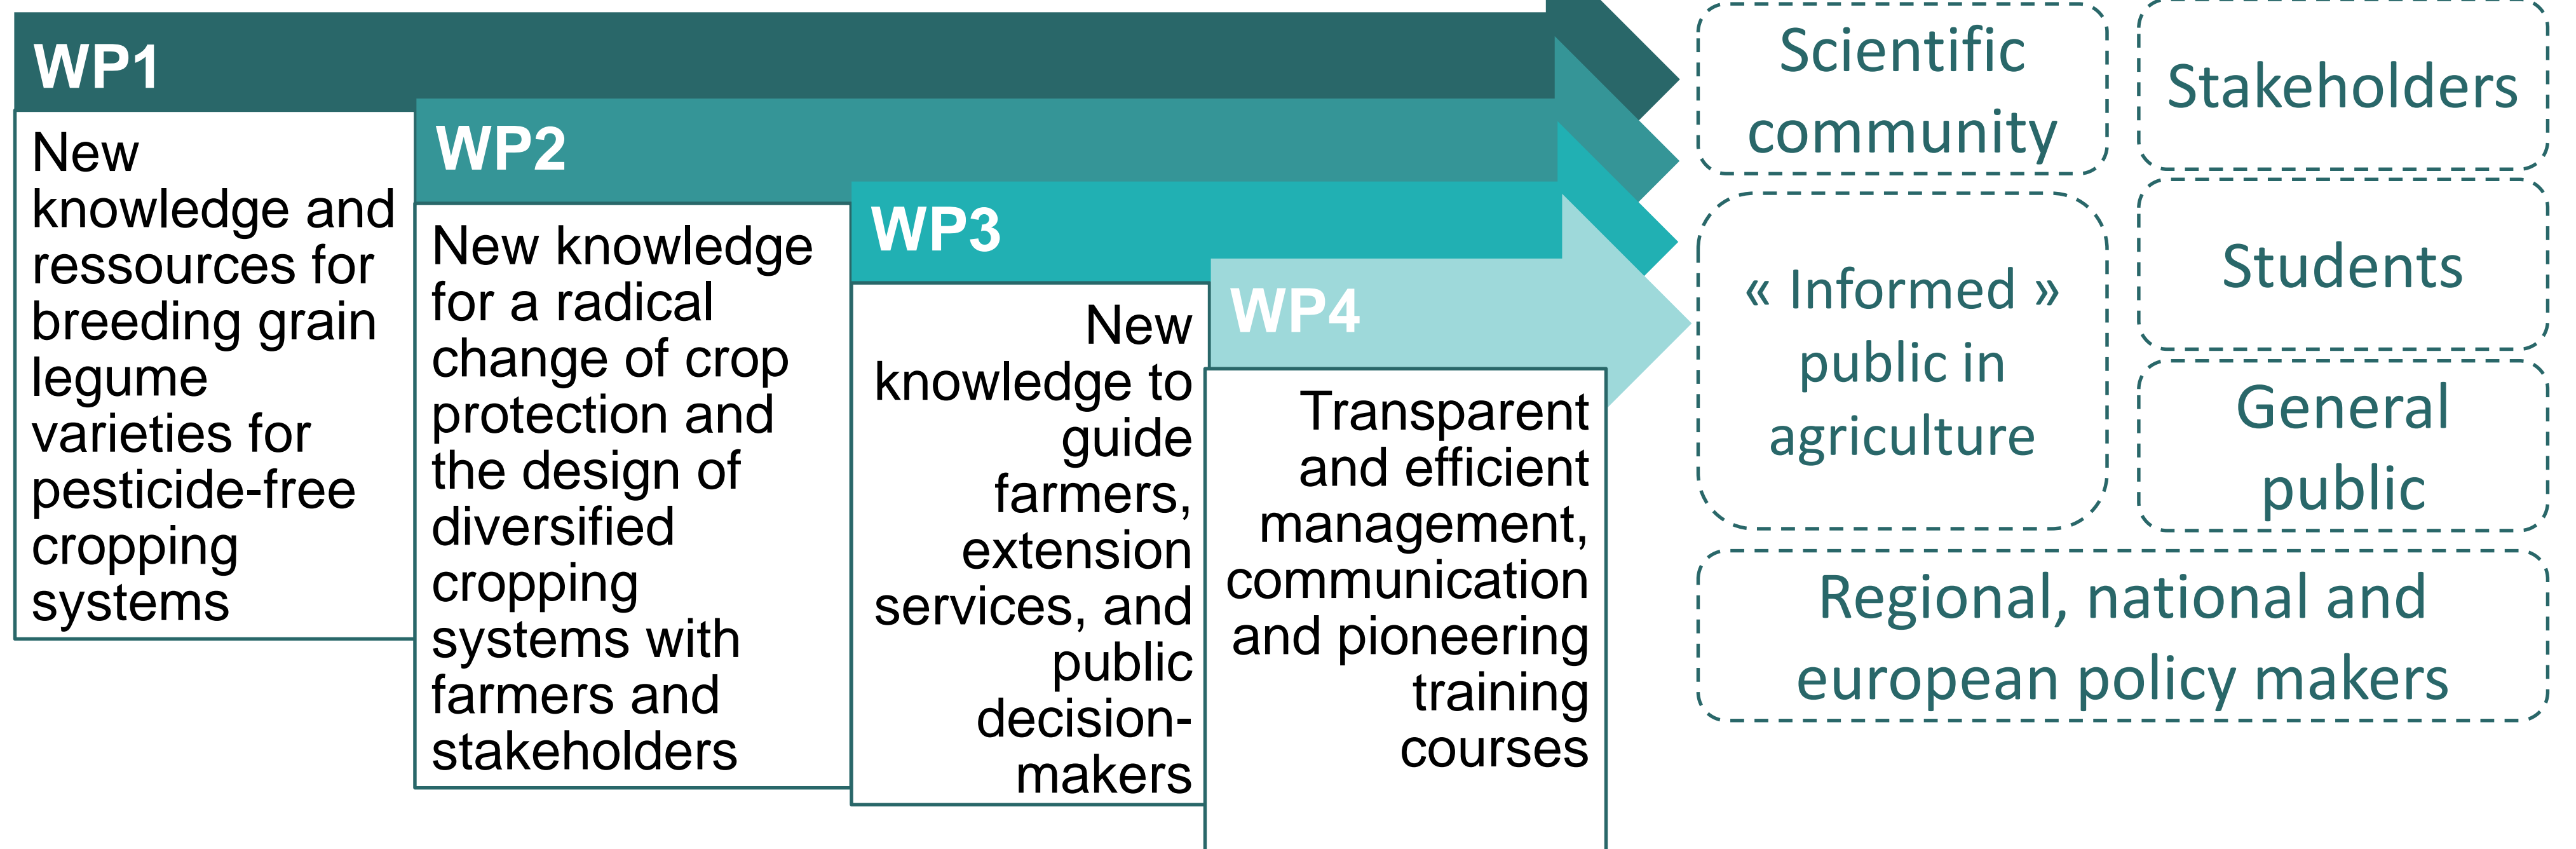 WP1
New
knowledge and
ressources for
breeding grain
legume
varieties for
pesticide-free
cropping
systems
WP2
New knowledge
for a radical
change of crop
protection and
the design of
diversified
cropping
systems with
farmers and
stakeholders
WP3
New
knowledge to
guide
farmers,
extension
services, and
public
decision-
makers
WP4
Transparent
and efficient
management,
communication
and pioneering
training
courses
Scientific
community
Stakeholders
« Informed »
public in
agriculture
Students
General
public
Regional, national and
european policy makers